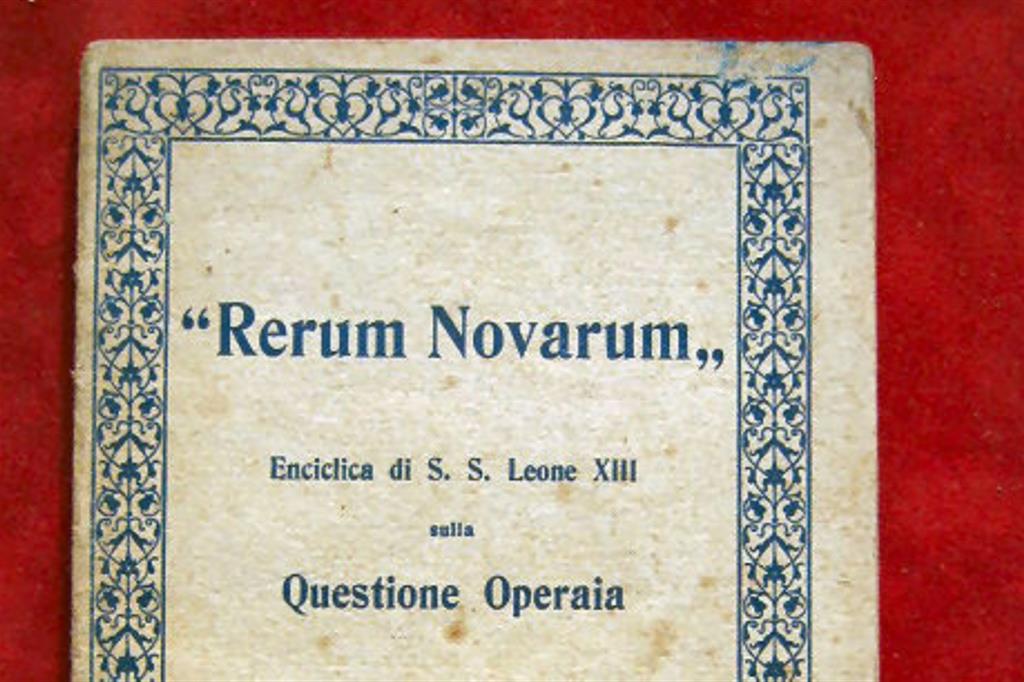 “Rerum Novarum„
Enciclica di S. S. Leone XIII
sulla
Questione Operaia